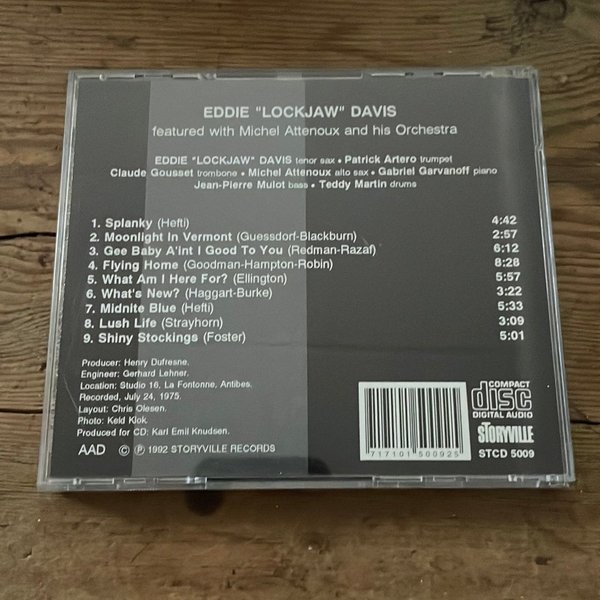 EDDIE "LOCKJAW" DAVIS
featured with Michel Attenoux and his Orchestra
EDDIE "LOCKJAW" DAVIS tenor sax • Patrick Artero trumpet
Claude Gousset trombone • Michel Attenoux alto sax • Gabriel Garvanoff piano
Jean-Pierre Mulot bass • Teddy Martin drums
1. Splanky (Hefti) 4:42
2. Moonlight In Vermont (Guessdorf-Blackburn) 2:57
3. Gee Baby A'int I Good To You (Redman-Razaf) 6:12
4. Flying Home (Goodman-Hampton-Robin) 8:28
5. What Am I Here For? (Ellington) 5:57
6. What's New? (Haggart-Burke) 3:22
7. Midnite Blue (Hefti) 5:33
8. Lush Life (Strayhorn) 3:09
9. Shiny Stockings (Foster) 5:01
Producer: Henry Dufresne.
Engineer: Gerhard Lehner.
Location: Studio 16, La Fontonne, Antibes.
Recorded, July 24, 1975.
Layout: Chris Olesen.
Photo: Keld Klok.
Produced for CD: Karl Emil Knudsen.
AAD © ℗ 1992 STORYVILLE RECORDS
7 17101 50092 5
COMPACT
disc
DIGITAL AUDIO
STORYVILLE
STCD 5009